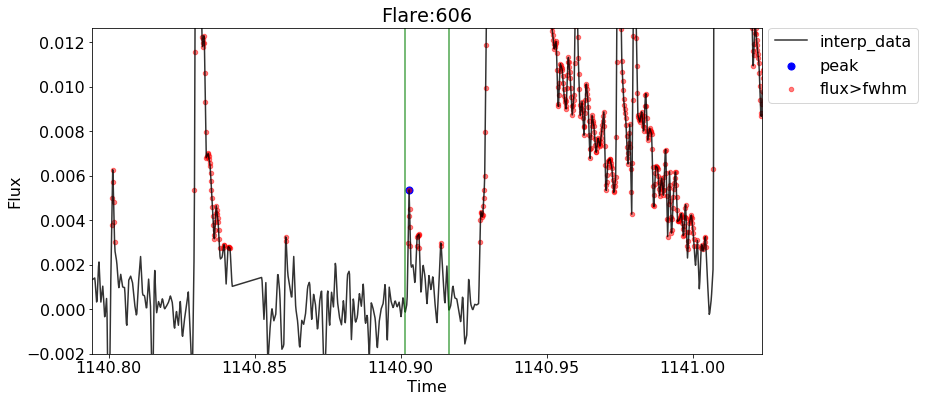 Flare:606
interp_data
peak
flux>fwhm
Flux
0.012
0.010
0.008
0.006
0.004
0.002
0.000
−0.002
1140.80
1140.85
1140.90
1140.95
1141.00
Time